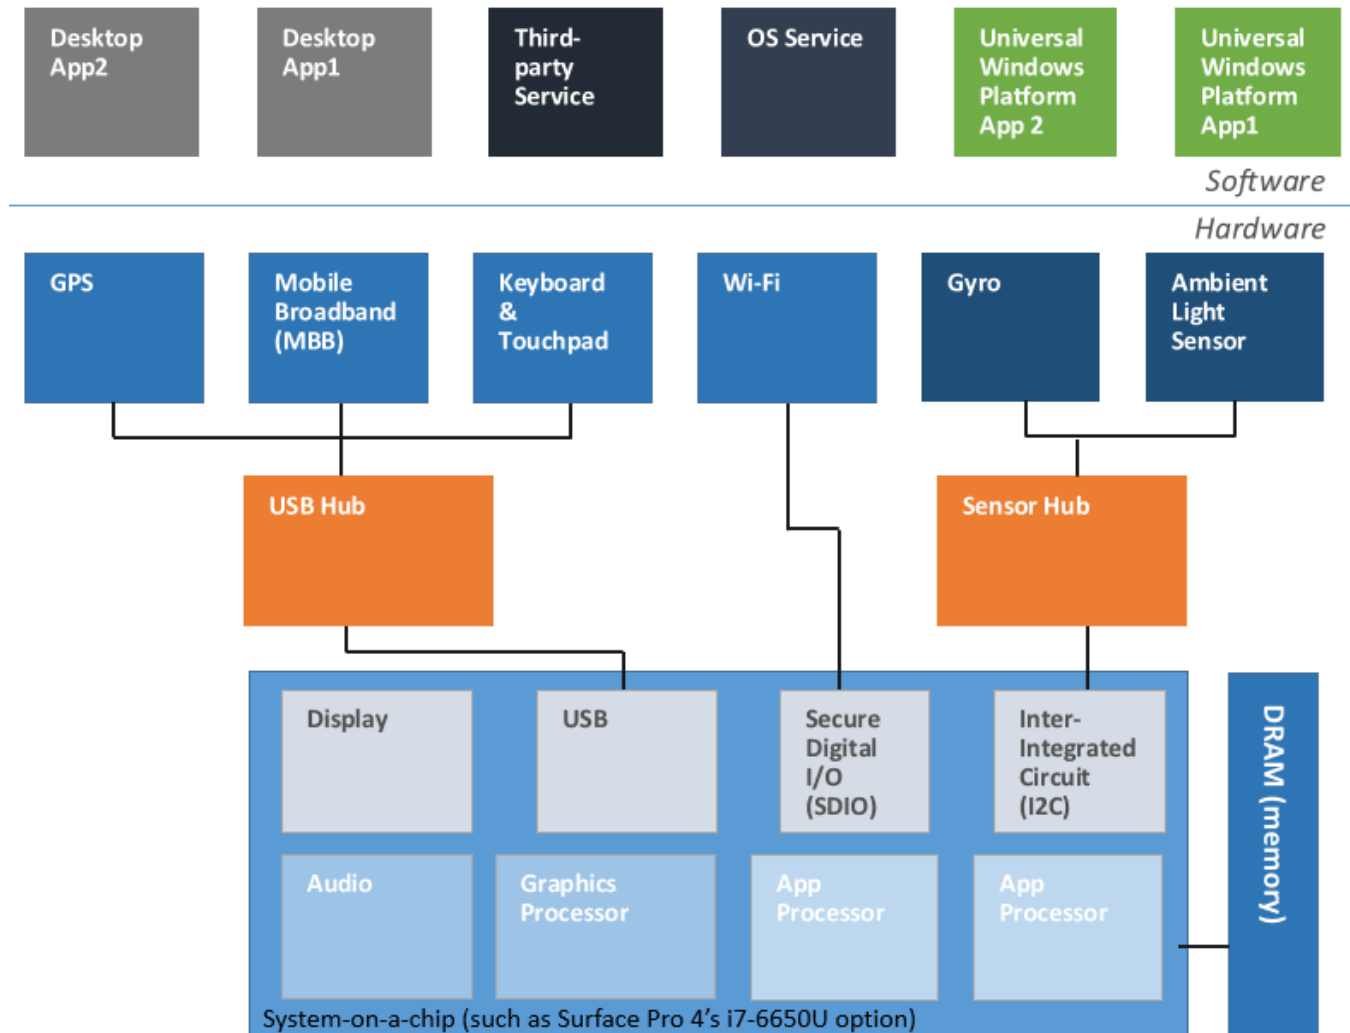 Desktop
App2
Desktop
App1
Third-
party
Service
OS Service
Universal
Windows
Platform
App 2
Universal
Windows
Platform
App1
Software
Hardware
GPS
Mobile
Broadband
(MBB)
Keyboard
&
Touchpad
Wi-Fi
Gyro
Ambient
Light
Sensor
USB Hub
Sensor Hub
Display
USB
Secure
Digital
I/O
(SDIO)
Inter-
Integrated
Circuit
(I2C)
DRAM (memory)
Audio
Graphics
Processor
App
Processor
App
Processor
System-on-a-chip (such as Surface Pro 4's i7-6650U option)